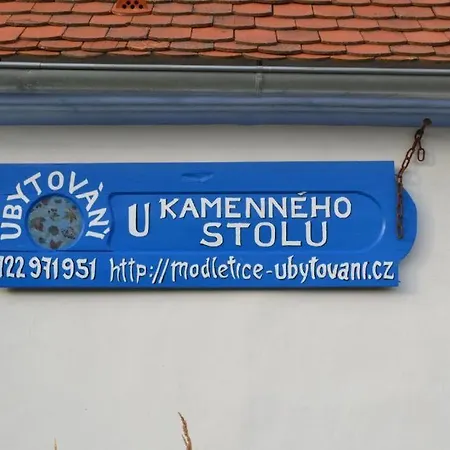 UBYTOVÁNÍ
U KAMENNÉHO
STOLU
722 971 951 http://modletice-ubytovani.cz